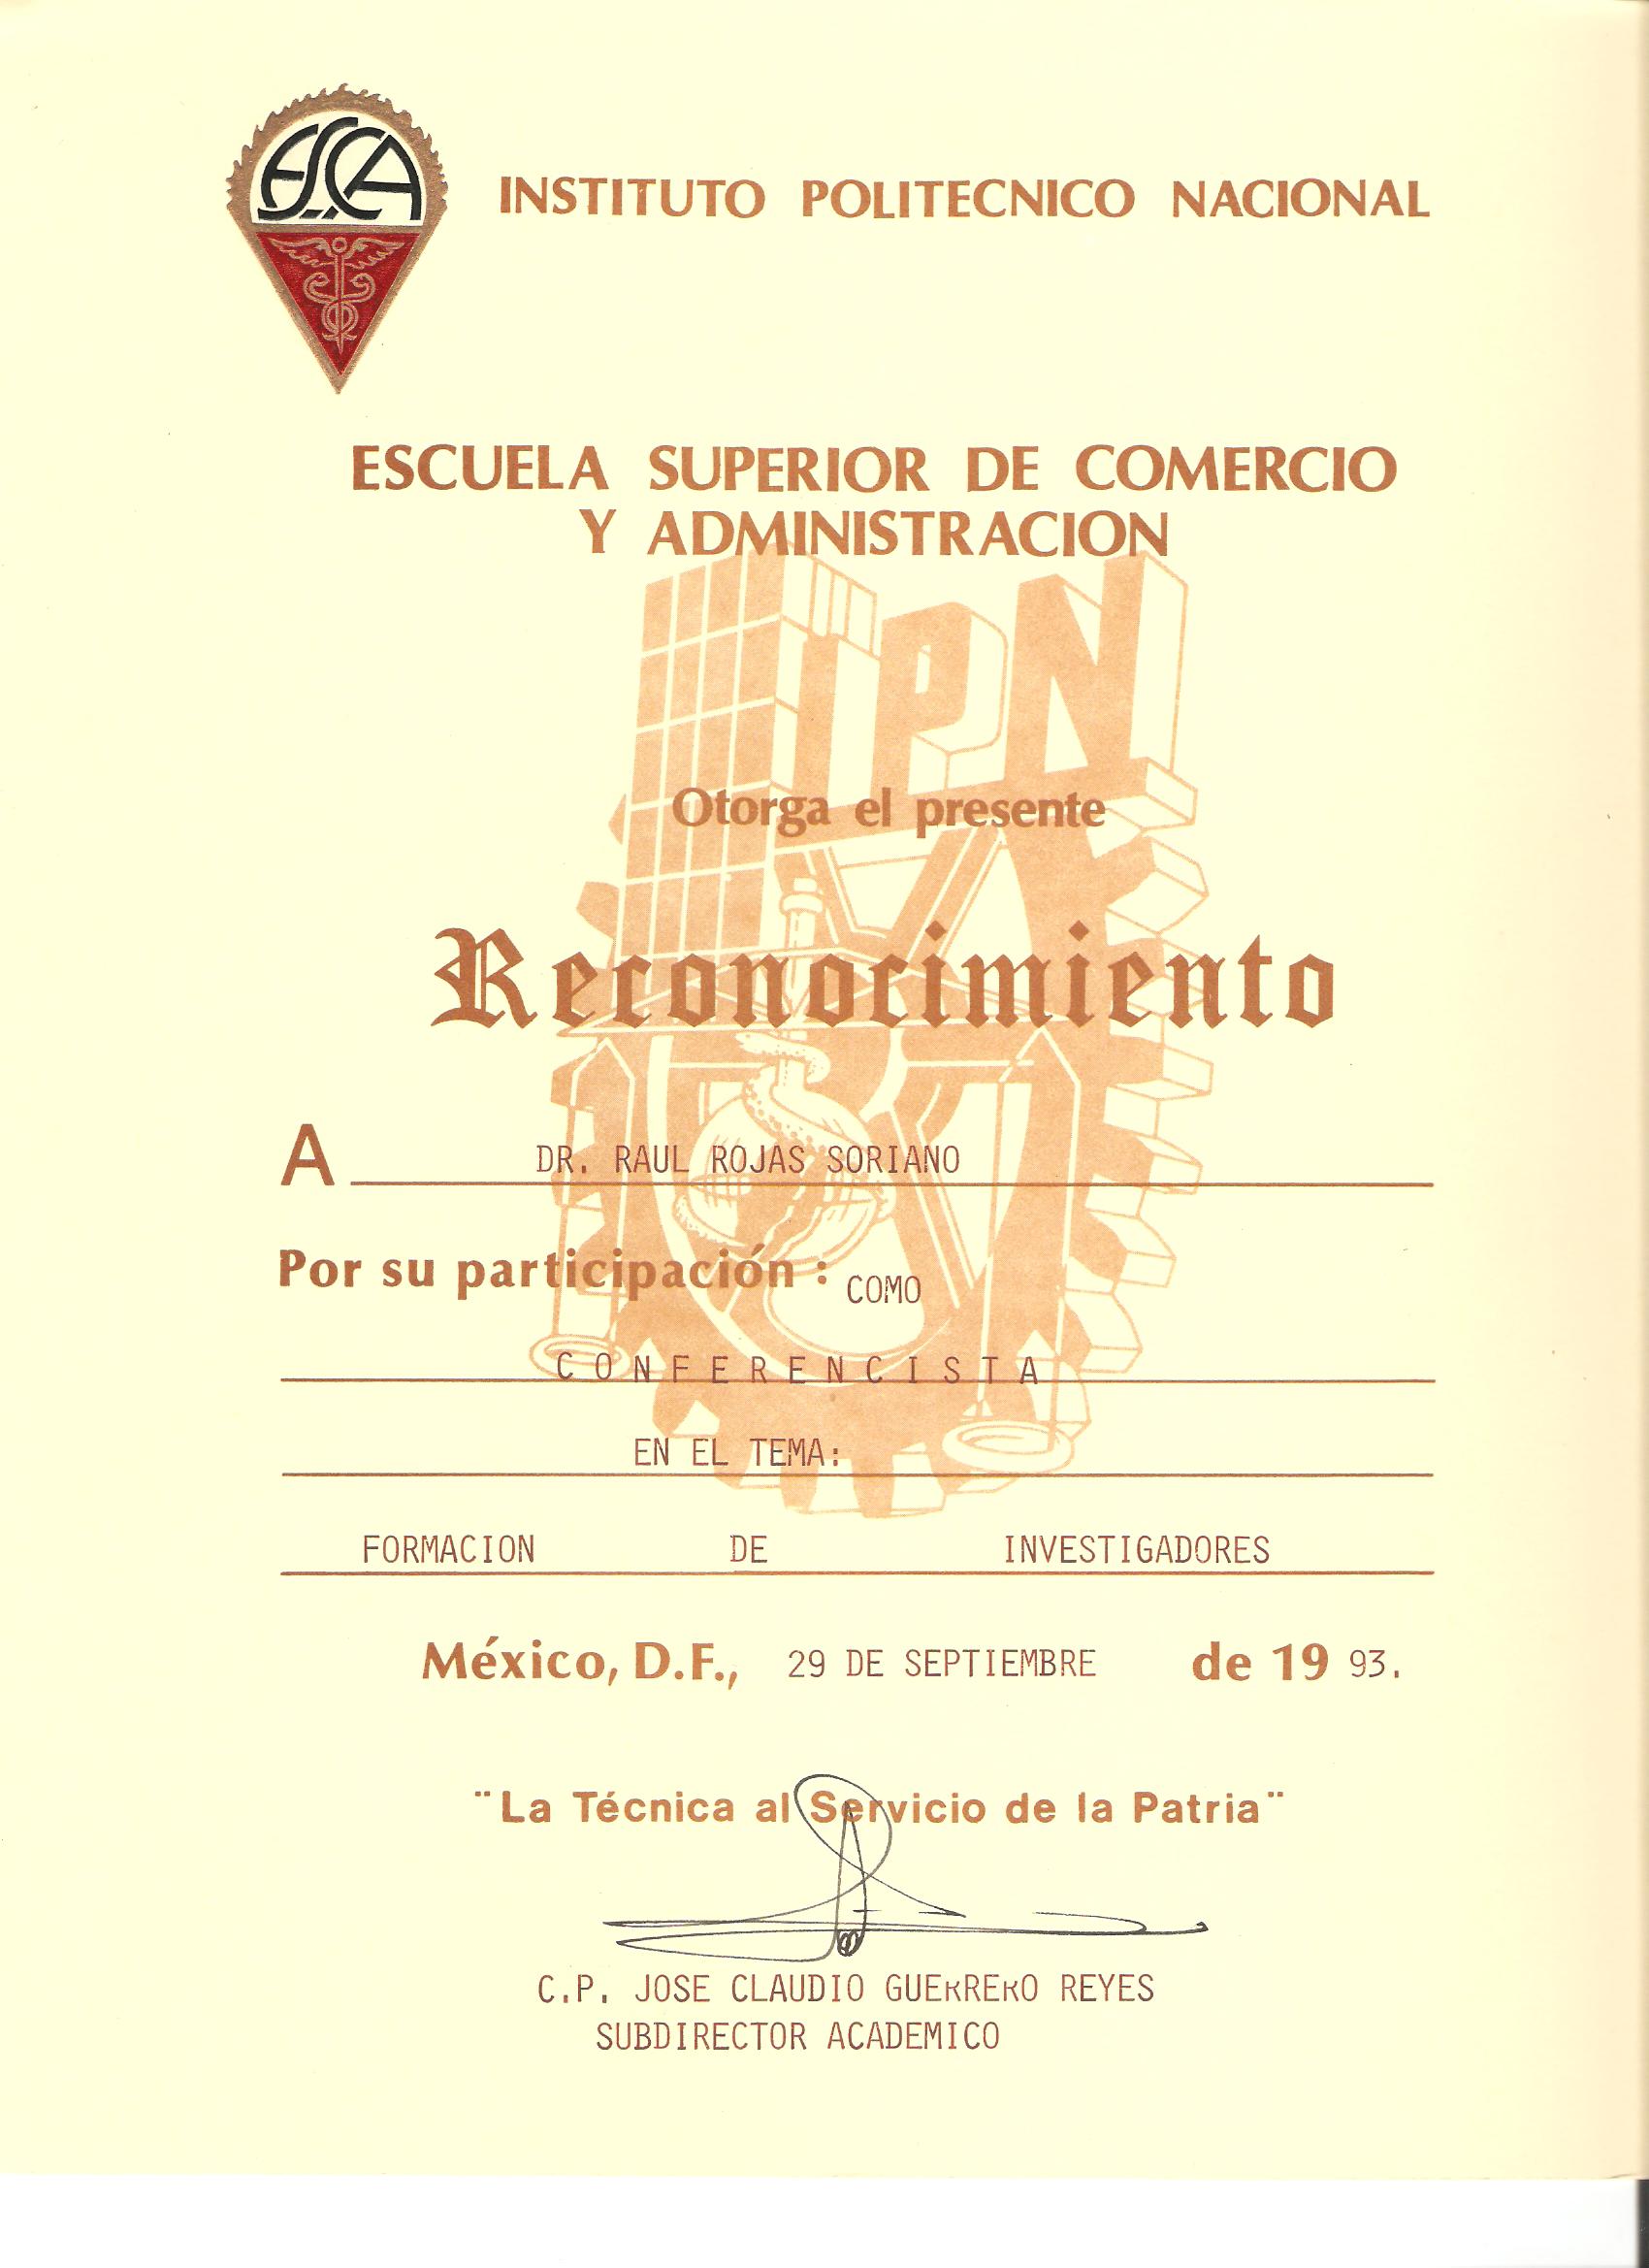 ESCA
INSTITUTO POLITECNICO NACIONAL
ESCUELA SUPERIOR DE COMERCIO
Y ADMINISTRACION
IPN
Otorga el presente
Reconocimiento
A DR. RAUL ROJAS SORIANO
Por su participación : COMO
CONFERENCISTA
EN EL TEMA:
FORMACION DE INVESTIGADORES
México, D.F., 29 DE SEPTIEMBRE de 19 93.
¨La Técnica al Servicio de la Patria¨
C.P. JOSE CLAUDIO GUERRERO REYES
SUBDIRECTOR ACADEMICO